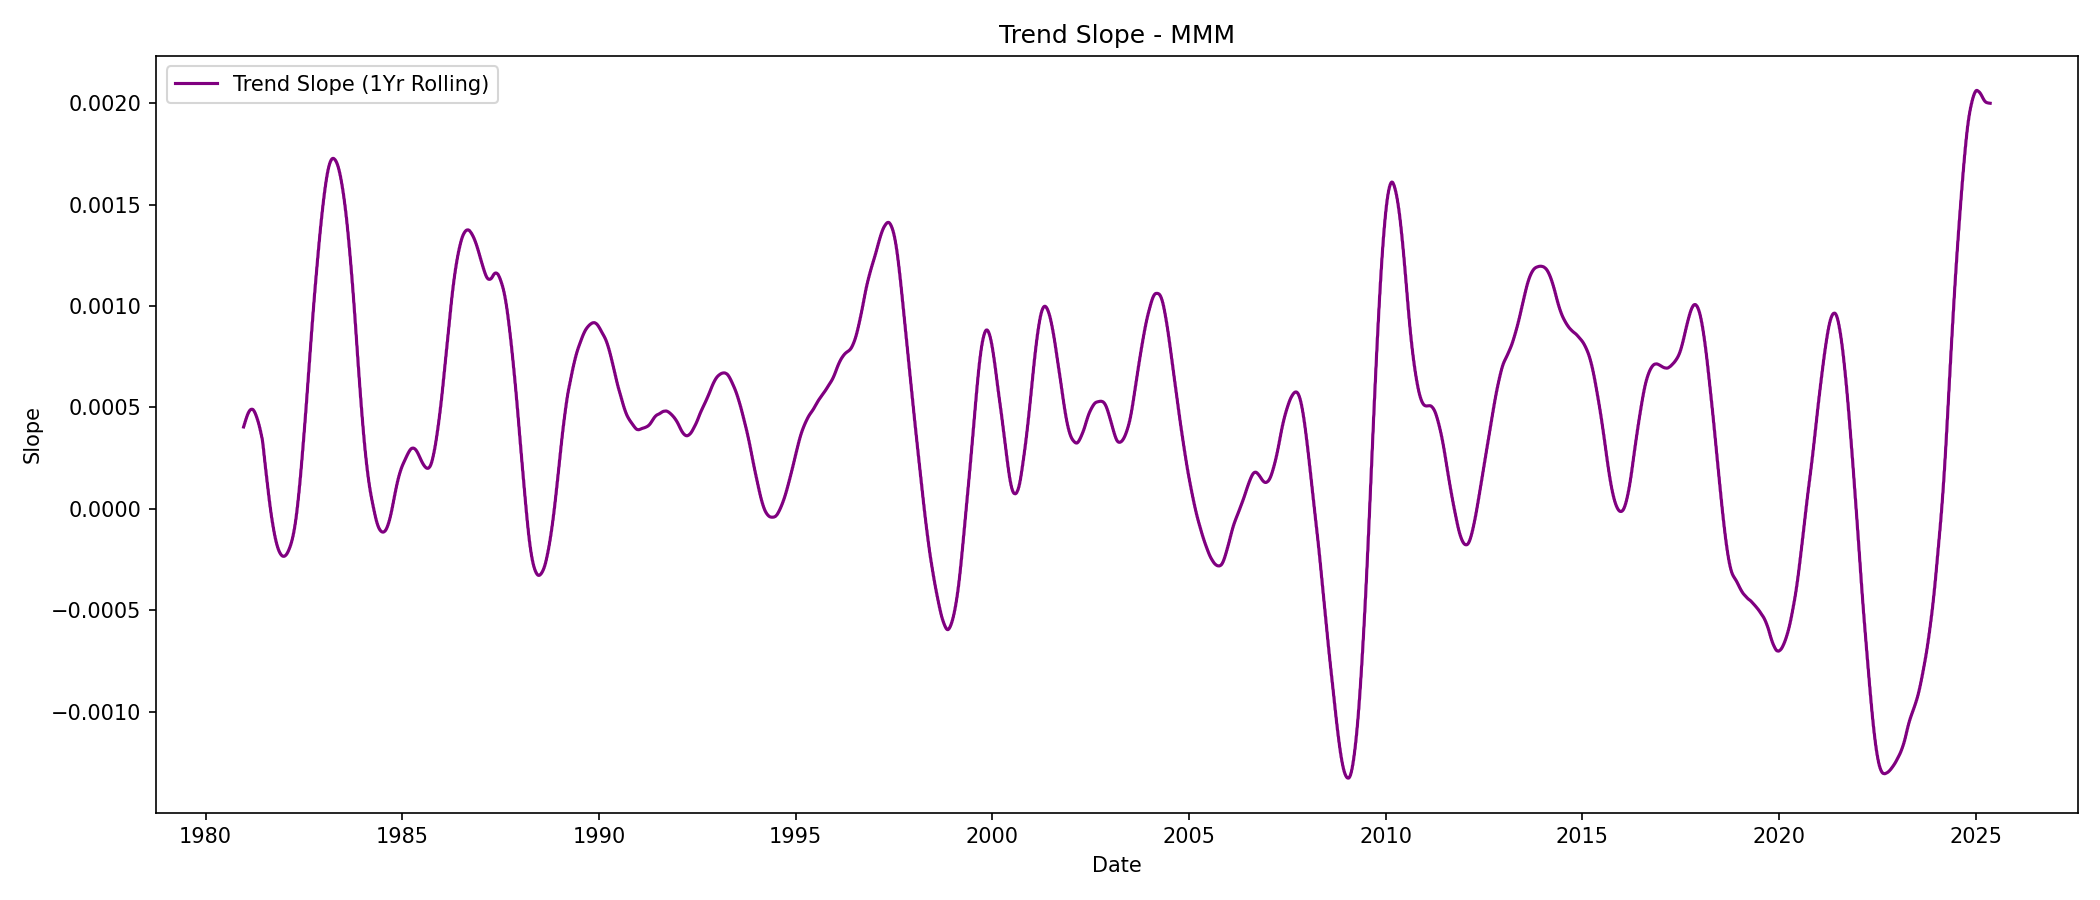 Trend Slope - MMM
Trend Slope (1Yr Rolling)
0.0020
0.0015
0.0010
0.0005
0.0000
−0.0005
−0.0010
Slope
1980 1985 1990 1995 2000 2005 2010 2015 2020 2025
Date